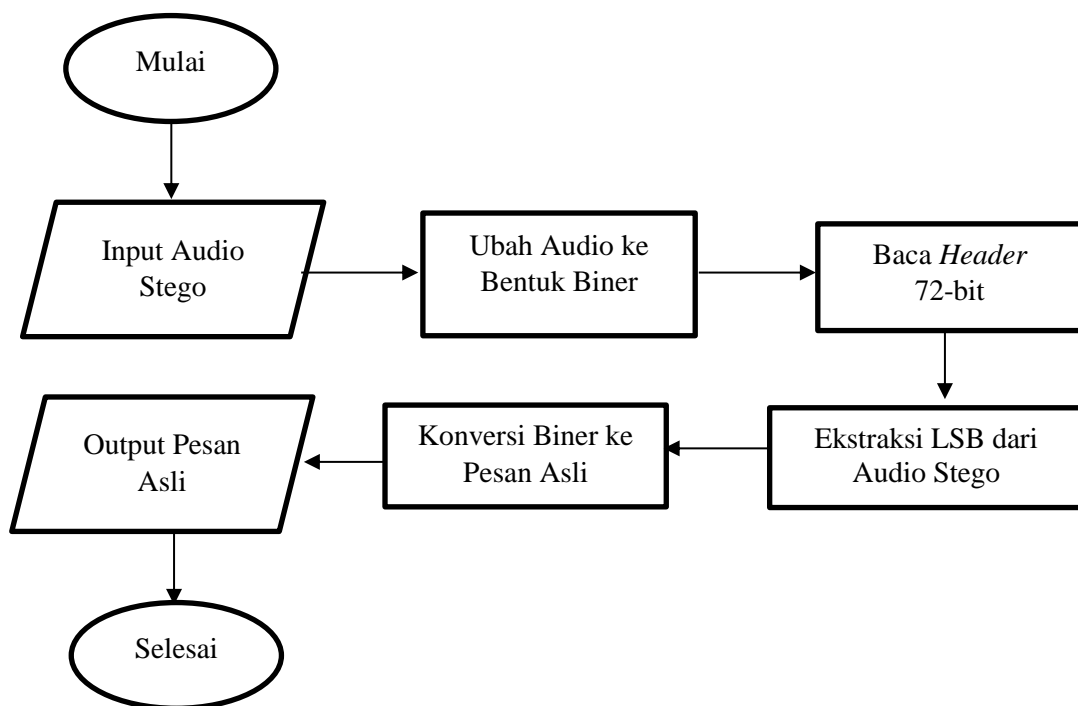 Mulai
Input Audio
Stego
Ubah Audio ke
Bentuk Biner
Baca Header
72-bit
Ekstraksi LSB dari
Audio Stego
Konversi Biner ke
Pesan Asli
Output Pesan
Asli
Selesai